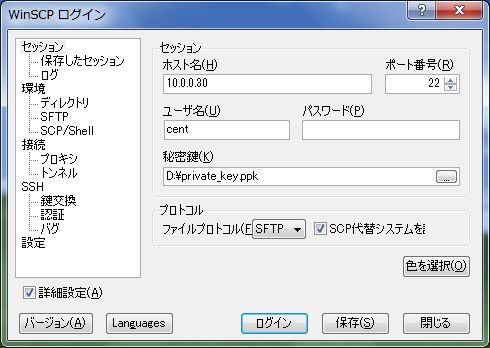 WinSCP ログイン
セッション
保存したセッション
ログ
環境
ディレクトリ
SFTP
SCP/Shell
接続
プロキシ
トンネル
SSH
鍵交換
認証
バグ
設定
セッション
ホスト名(H) ポート番号(R)
10.0.0.30 22
ユーザ名(U) パスワード(P)
cent
秘密鍵(K)
D:¥private_key.ppk ...
プロトコル
ファイルプロトコル(F SFTP SCP代替システムを
色を選択(O)
詳細設定(A)
バージョン(A) Languages ログイン 保存(S) 閉じる